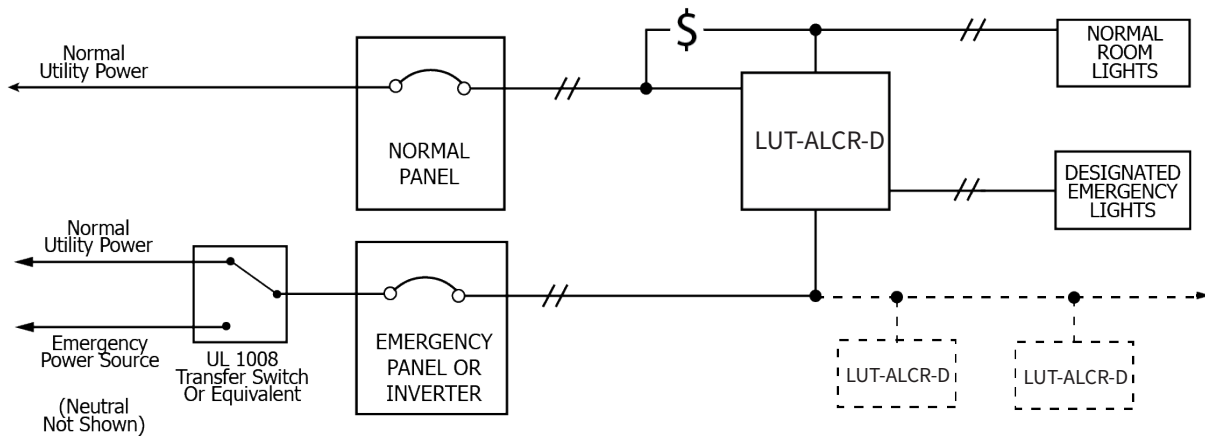 Normal
Utility Power
NORMAL
PANEL
$
LUT-ALCR-D
NORMAL
ROOM
LIGHTS
DESIGNATED
EMERGENCY
LIGHTS
Normal
Utility Power
Emergency
Power Source
(Neutral
Not Shown)
UL 1008
Transfer Switch
Or Equivalent
EMERGENCY
PANEL OR
INVERTER
LUT-ALCR-D
LUT-ALCR-D